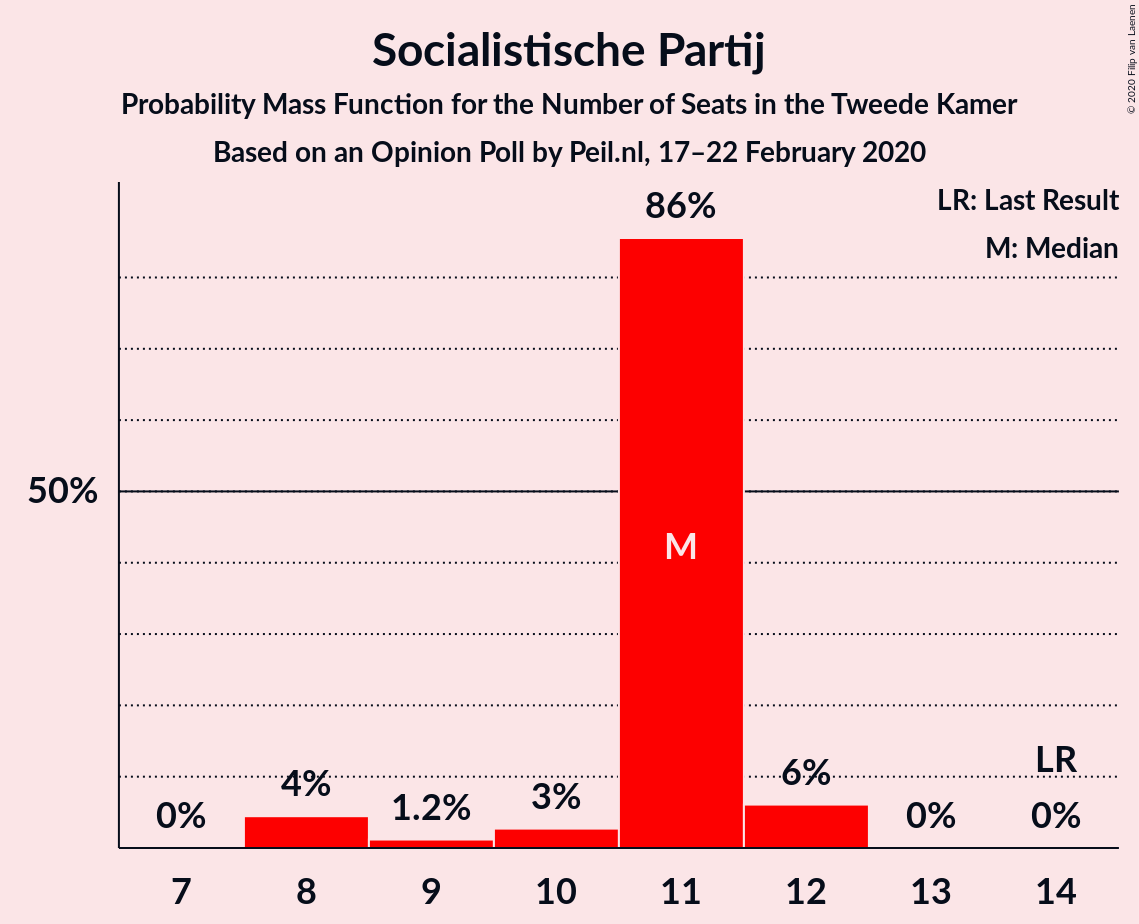 Socialistische Partij
Probability Mass Function for the Number of Seats in the Tweede Kamer
Based on an Opinion Poll by Peil.nl, 17–22 February 2020
© 2020 Filip van Laenen
LR: Last Result
M: Median
50%
0%
4%
1.2%
3%
86%
M
6%
0%
LR
0%
7 8 9 10 11 12 13 14